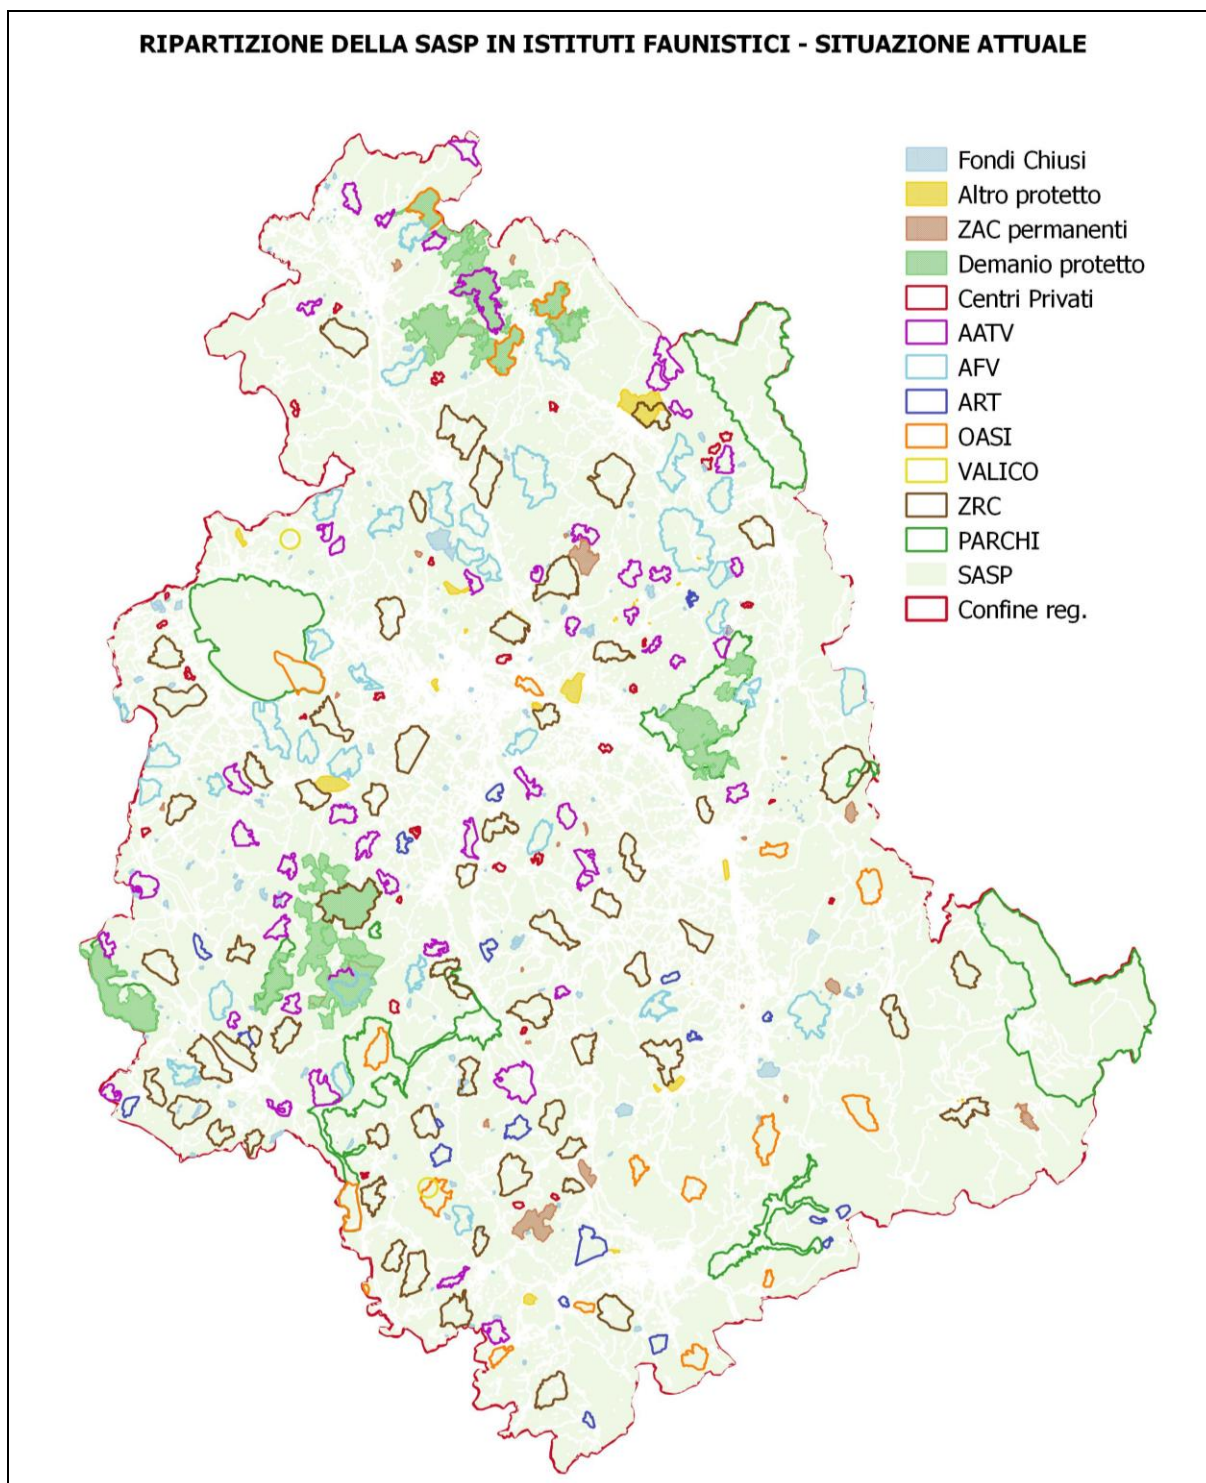 RIPARTIZIONE DELLA SASP IN ISTITUTI FAUNISTICI - SITUAZIONE ATTUALE
Fondi Chiusi
Altro protetto
ZAC permanenti
Demanio protetto
Centri Privati
AATV
AFV
ART
OASI
VALICO
ZRC
PARCHI
SASP
Confine reg.